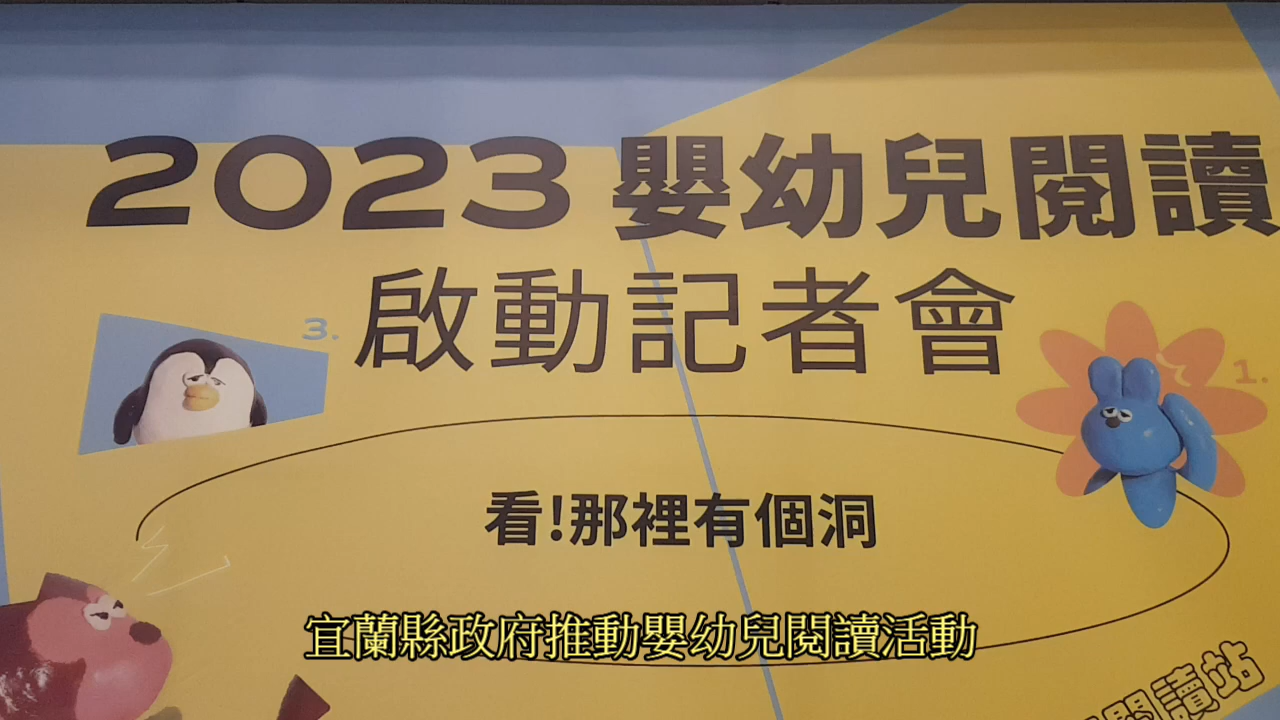 2023 嬰幼兒閱讀
啟動記者會
3.
1.
看!那裡有個洞
宜蘭縣政府推動嬰幼兒閱讀活動
閱讀站